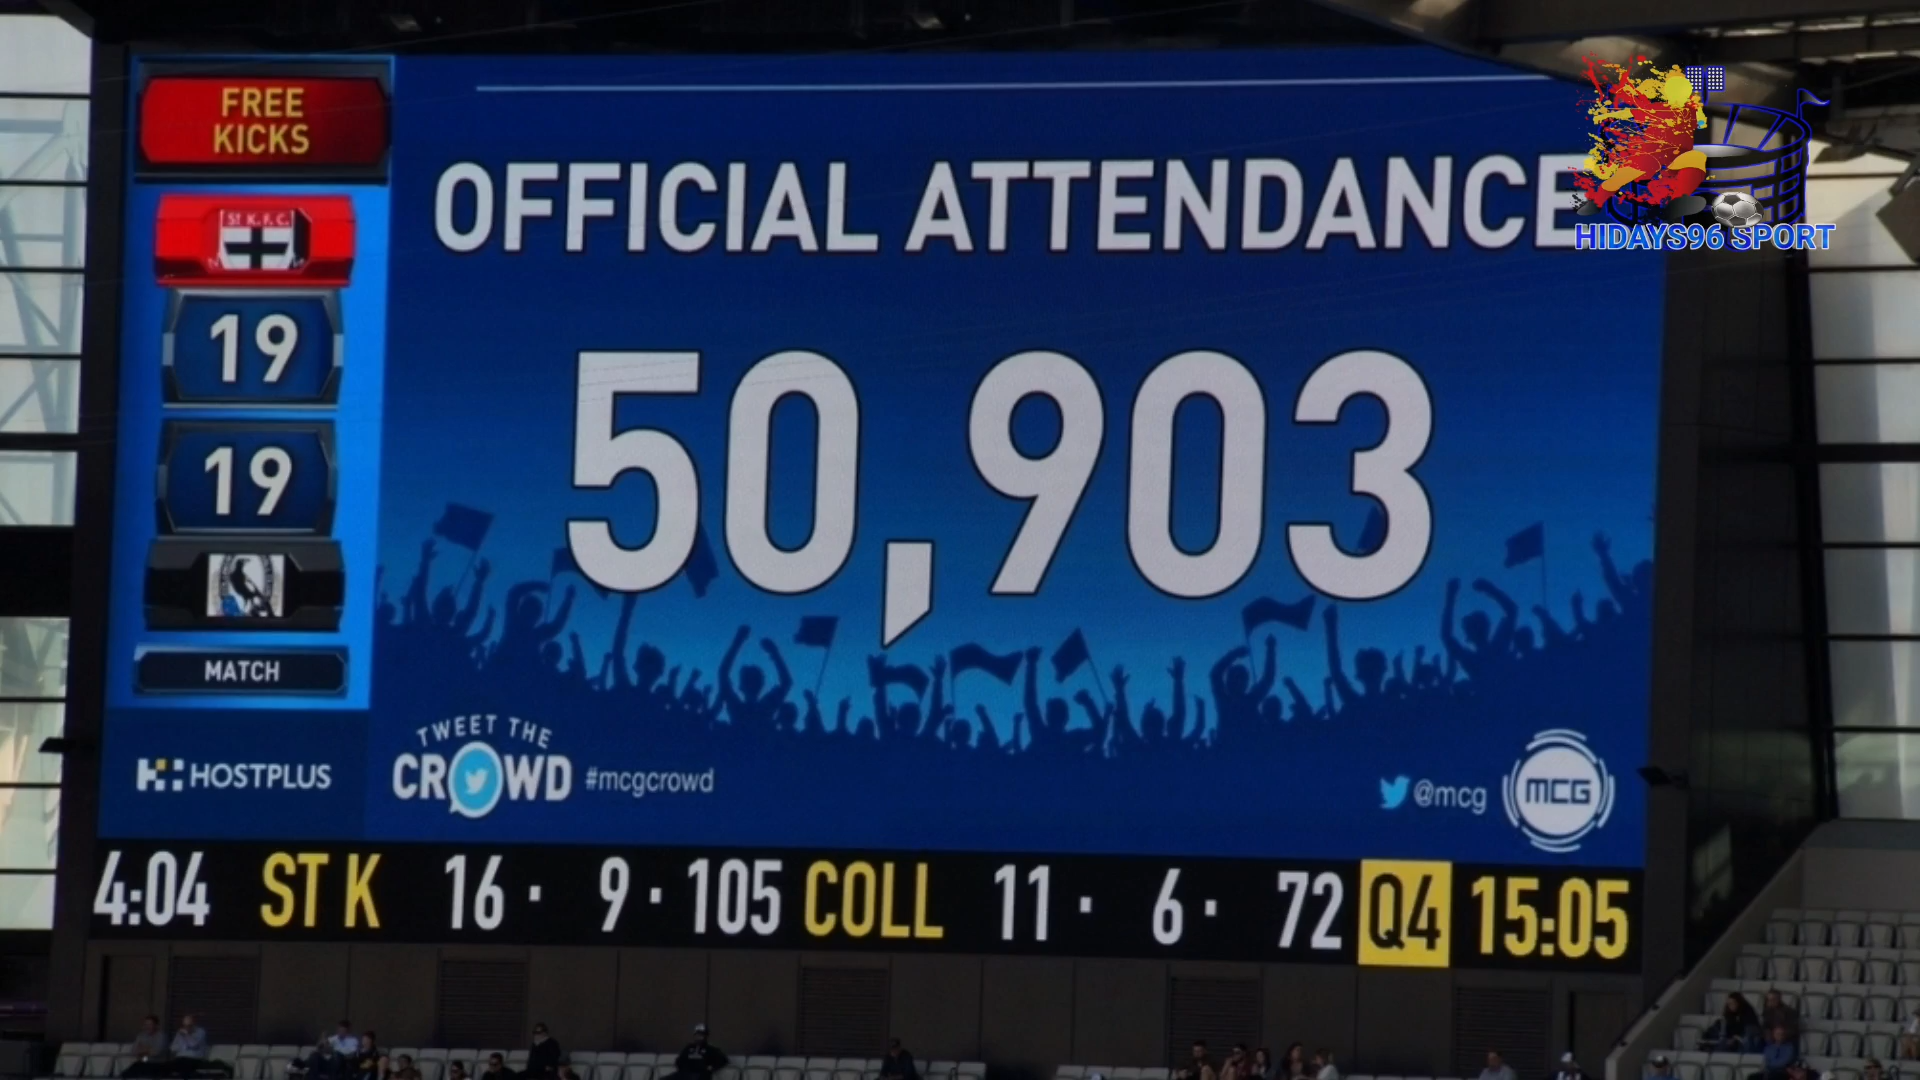 FREE
KICKS
St K.F.C.
19
19
MATCH
HOSTPLUS
OFFICIAL ATTENDANCE
50,903
TWEET THE
CROWD #mcgcrowd
@mcg
MCG
4:04 ST K 16 · 9 · 105 COLL 11 · 6 · 72 Q4 15:05
HIDAYS96 SPORT